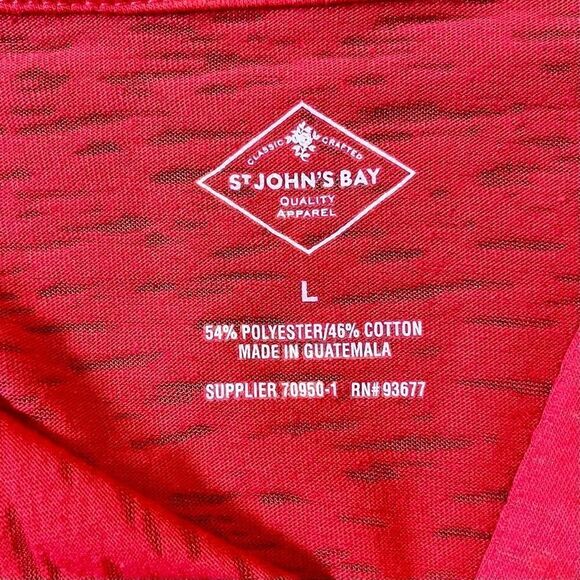 CLASSIC CRAFTED
ST JOHN'S BAY
QUALITY
APPAREL
L
54% POLYESTER/46% COTTON
MADE IN GUATEMALA
SUPPLIER 70950-1 RN# 93677